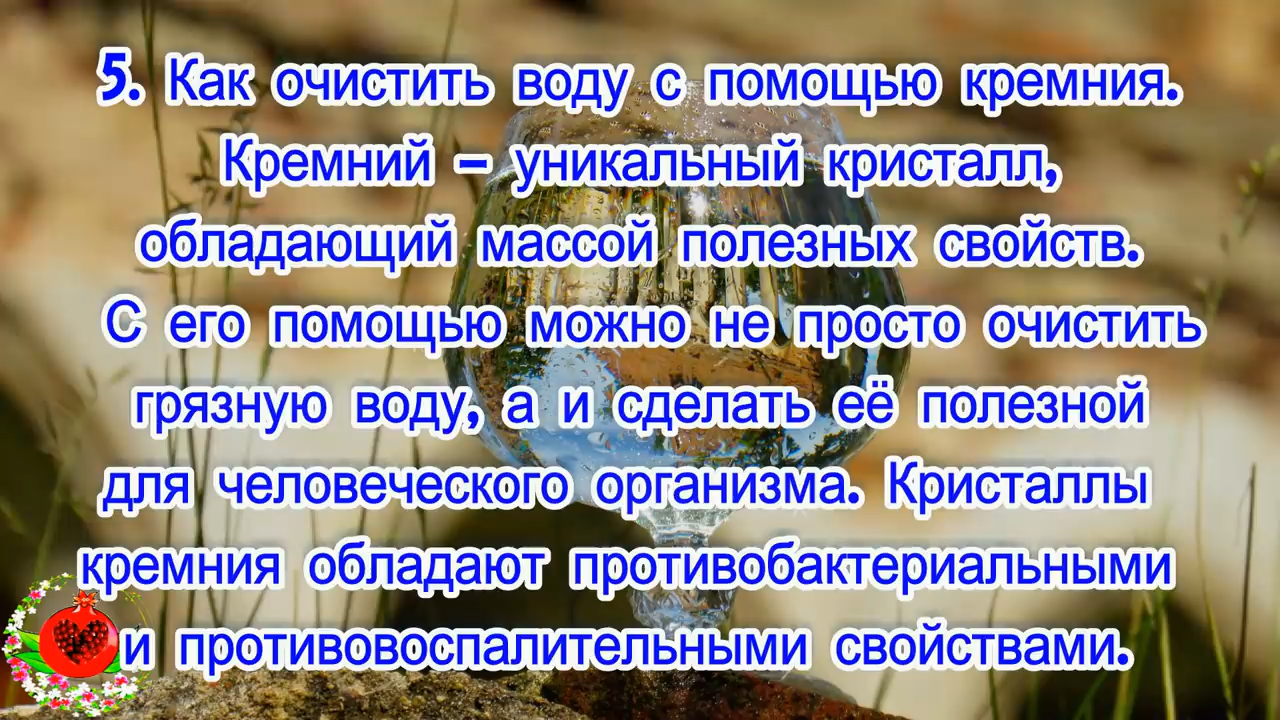 5. Как очистить воду с помощью кремния.
Кремний – уникальный кристалл,
обладающий массой полезных свойств.
С его помощью можно не просто очистить
грязную воду, а и сделать её полезной
для человеческого организма. Кристаллы
кремния обладают противобактериальными
и противовоспалительными свойствами.